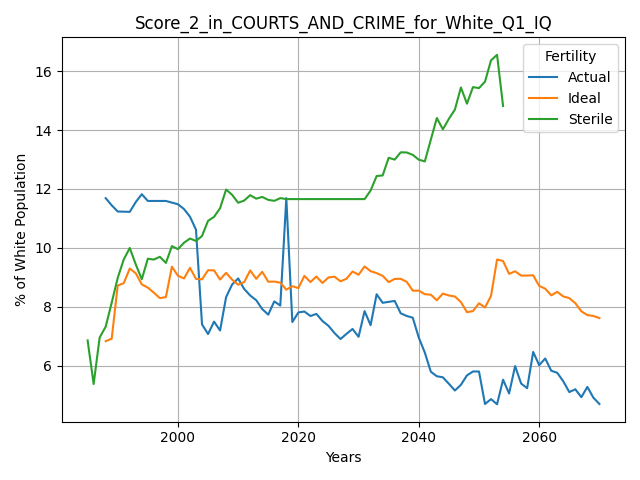 Score_2_in_COURTS_AND_CRIME_for_White_Q1_IQ
Fertility
Actual
Ideal
Sterile
% of White Population
16
14
12
10
8
6
2000
2020
2040
2060
Years